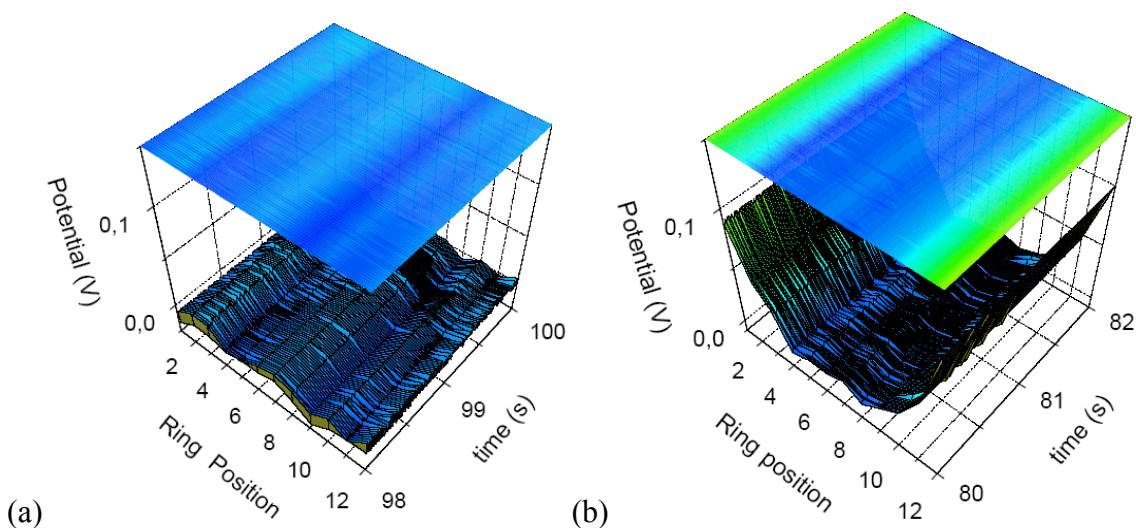 Potential (V)
0,1
0,0
2
4
6
8
10
12
Ring Position
98
99
100
time (s)
(a)
Potential (V)
0,1
0,0
2
4
6
8
10
12
Ring position
80
81
82
time (s)
(b)